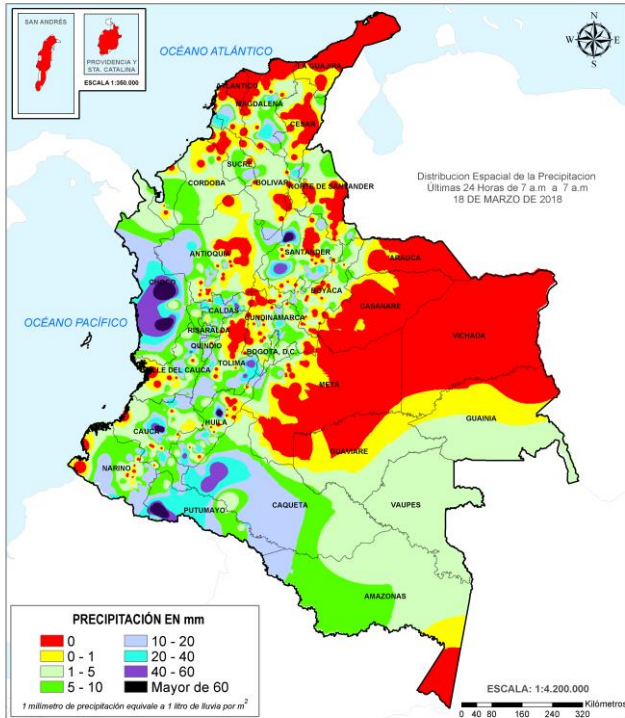 SAN ANDRÉS
PROVIDENCIA Y
STA. CATALINA
ESCALA 1:350.000
OCÉANO ATLÁNTICO
N
W
E
S
LA GUAJIRA
ATLANTICO
MAGDALENA
CESAR
SUCRE
CORDOBA
BOLIVAR
NORTE DE SANTANDER
Distribucion Espacial de la Precipitacion
Últimas 24 Horas de 7 a.m a 7 a.m
18 DE MARZO DE 2018
ANTIOQUIA
SANTANDER
ARAUCA
CHOCO
BOYACA
CASANARE
OCÉANO PACÍFICO
CALDAS
CUNDINAMARCA
RISARALDA
VICHADA
QUINDIO
BOGOTA, D.C.
TOLIMA
VALLE DEL CAUCA
META
HUILA
CAUCA
GUAINIA
GUAVIARE
NARIÑO
CAQUETA
VAUPES
PUTUMAYO
AMAZONAS
PRECIPITACIÓN EN mm
0
10 - 20
0 - 1
20 - 40
1 - 5
40 - 60
5 - 10
Mayor de 60
1 milimetro de precipitación equivale a 1 litro de lluvia por m²
ESCALA: 1:4.200.000
Kilómetros
0 40 80 160 240 320